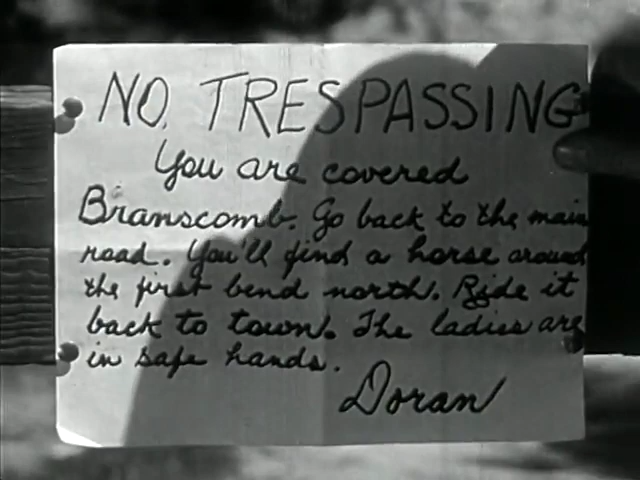 NO TRESPASSING
You are covered
Branscomb. Go back to the main
road. You'll find a horse around
the first bend north. Ride it
back to town. The ladies are
in safe hands.
Doran